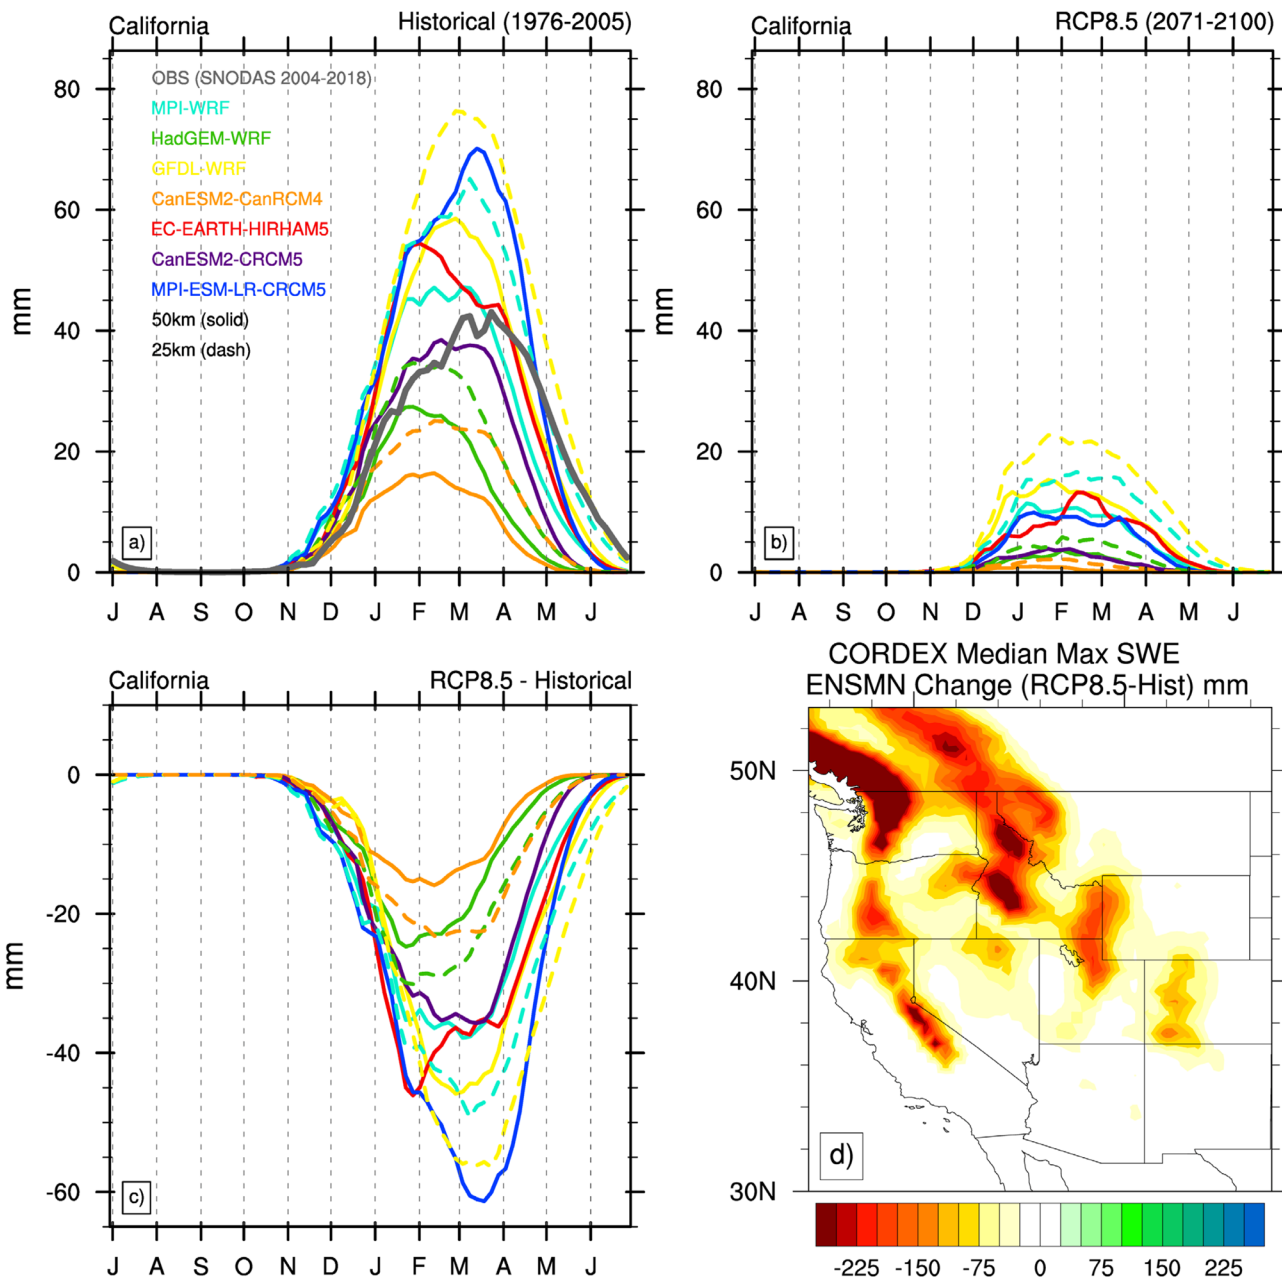 California Historical (1976-2005)
80
60
40
20
0
mm
OBS (SNODAS 2004-2018)
MPI-WRF
HadGEM-WRF
GFDL-WRF
CanESM2-CanRCM4
EC-EARTH-HIRHAM5
CanESM2-CRCM5
MPI-ESM-LR-CRCM5
50km (solid)
25km (dash)
a)
J A S O N D J F M A M J
California RCP8.5 (2071-2100)
80
60
40
20
0
mm
b)
J A S O N D J F M A M J
California RCP8.5 - Historical
0
-20
-40
-60
mm
c)
J A S O N D J F M A M J
CORDEX Median Max SWE
ENSMN Change (RCP8.5-Hist) mm
50N
40N
30N
d)
-225 -150 -75 0 75 150 225